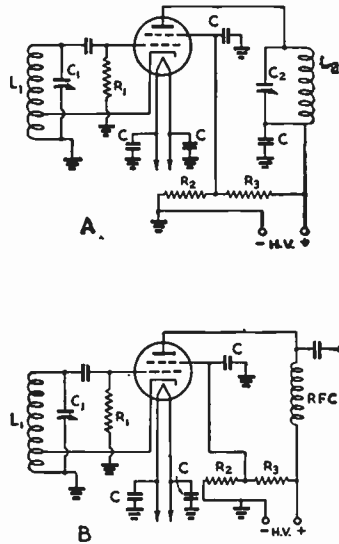 C
L₁
C₁
R₁
C₂
L₂
C
C
C
R₂
R₃
- H.V. +
A.
C
L₁
C₁
R₁
RFC
C
C
R₂
R₃
- H.V. +
B